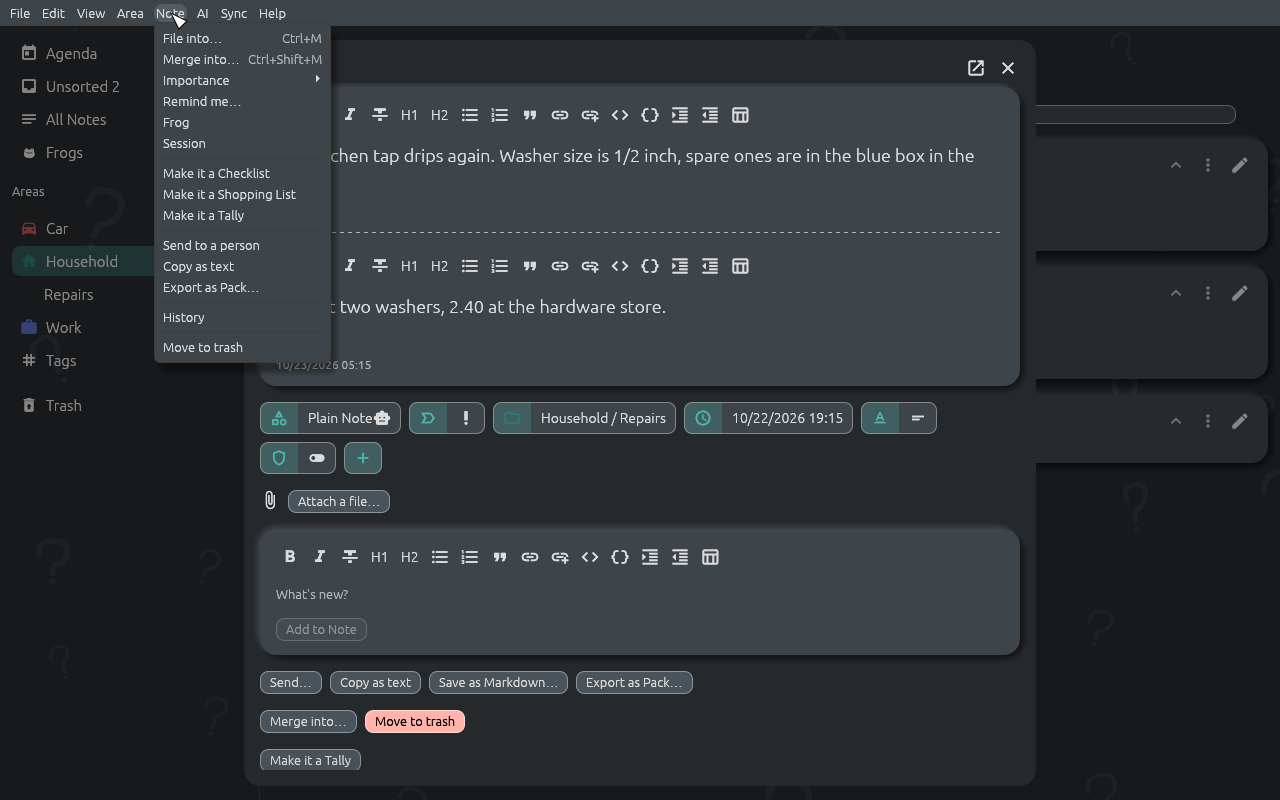 File Edit View Area Note AI Sync Help
Agenda
Unsorted 2
All Notes
Frogs
Areas
Car
Household
Repairs
Work
Tags
Trash
File into… Ctrl+M
Merge into… Ctrl+Shift+M
Importance
Remind me…
Frog
Session
Make it a Checklist
Make it a Shopping List
Make it a Tally
Send to a person
Copy as text
Export as Pack…
History
Move to trash
H1 H2
tap drips again. Washer size is 1/2 inch, spare ones are in the blue box in the
H1 H2
two washers, 2.40 at the hardware store.
10/23/2026 05:15
Plain Note
Household / Repairs
10/22/2026 19:15
Attach a file…
B I H1 H2
What's new?
Add to Note
Send… Copy as text Save as Markdown… Export as Pack…
Merge into… Move to trash
Make it a Tally